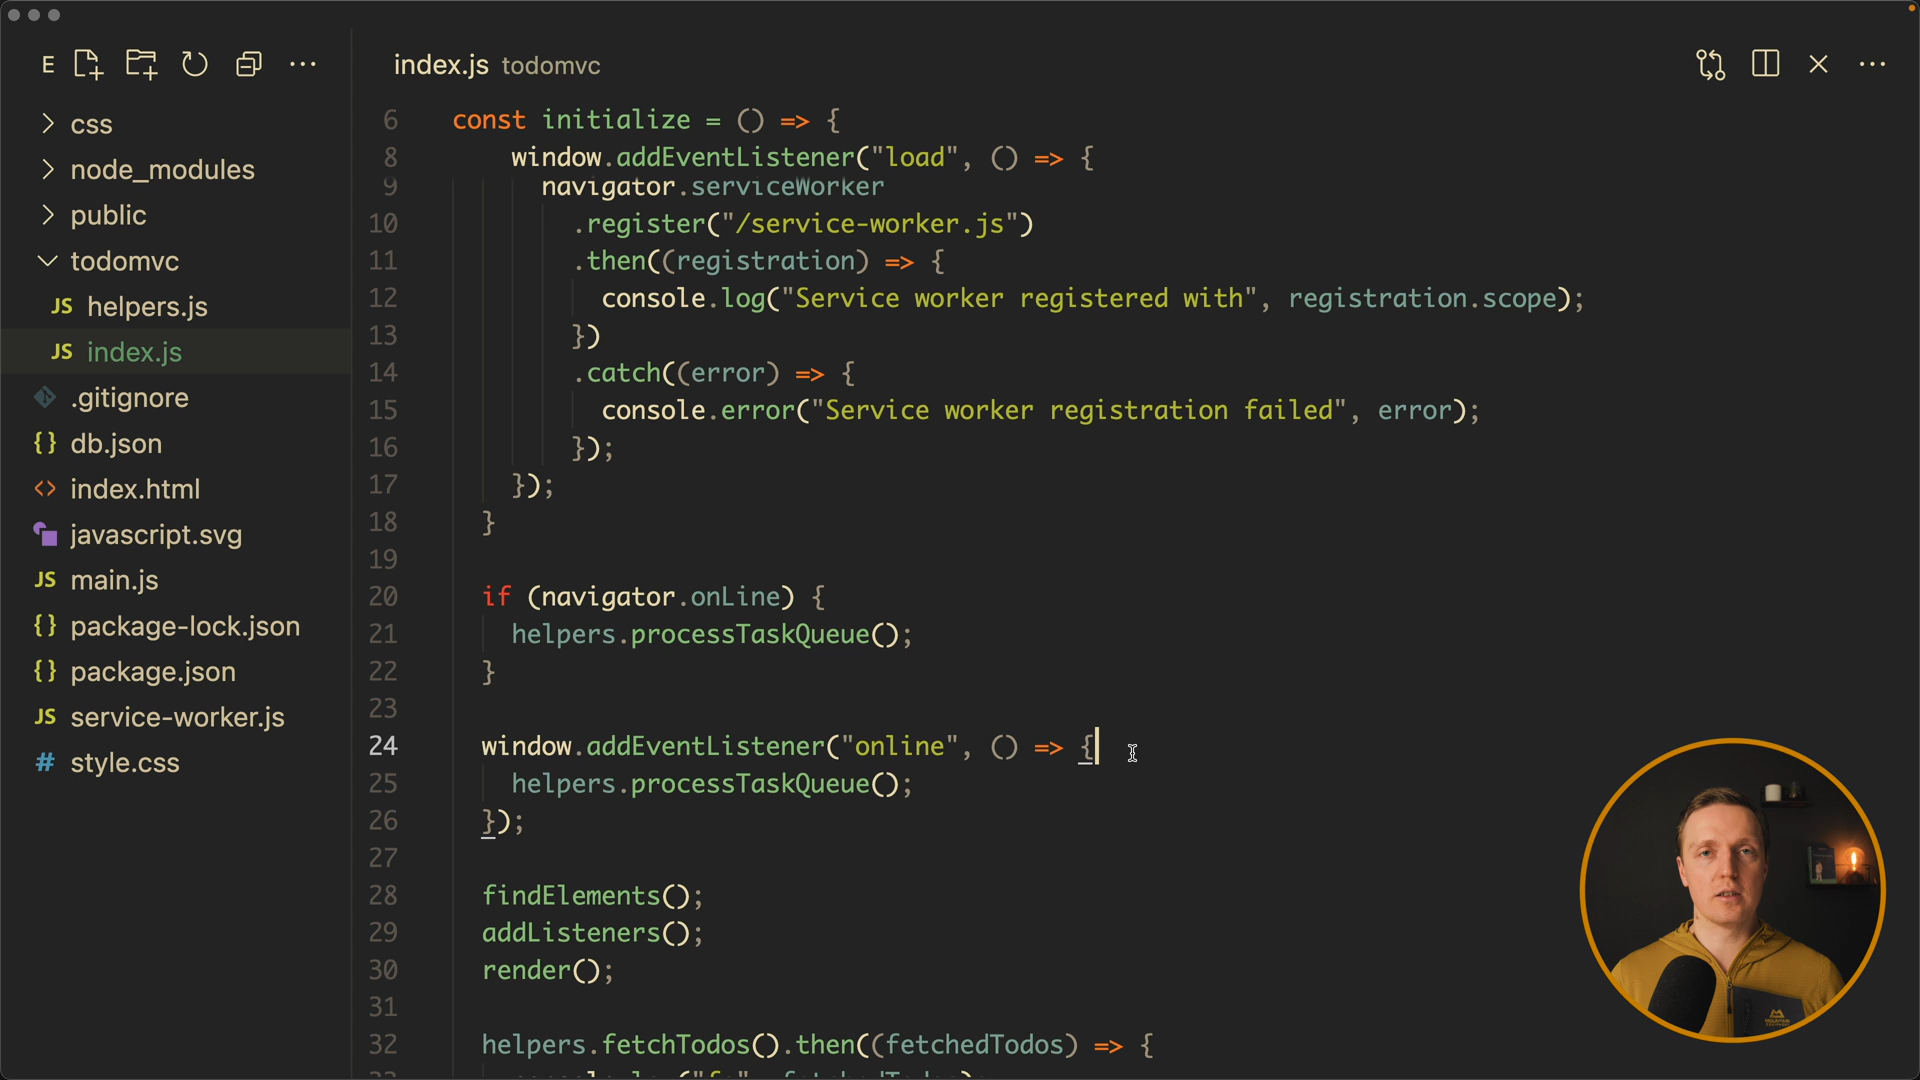 E
index.js todomvc
css
node_modules
public
todomvc
JS helpers.js
JS index.js
.gitignore
{} db.json
<> index.html
javascript.svg
JS main.js
{} package-lock.json
{} package.json
JS service-worker.js
# style.css
6 const initialize = () => {
8 window.addEventListener("load", () => {
9 navigator.serviceWorker
10 .register("/service-worker.js")
11 .then((registration) => {
12 console.log("Service worker registered with", registration.scope);
13 })
14 .catch((error) => {
15 console.error("Service worker registration failed", error);
16 });
17 });
18 }
19
20 if (navigator.onLine) {
21 helpers.processTaskQueue();
22 }
23
24 window.addEventListener("online", () => {
25 helpers.processTaskQueue();
26 });
27
28 findElements();
29 addListeners();
30 render();
31
32 helpers.fetchTodos().then((fetchedTodos) => {